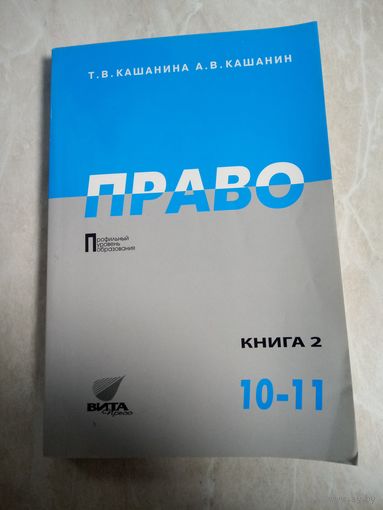 Т.В.КАШАНИНА А.В.КАШАНИН
ПРАВО
Профильный
уровень
образования
КНИГА 2
ВИТА
Пресс
10-11